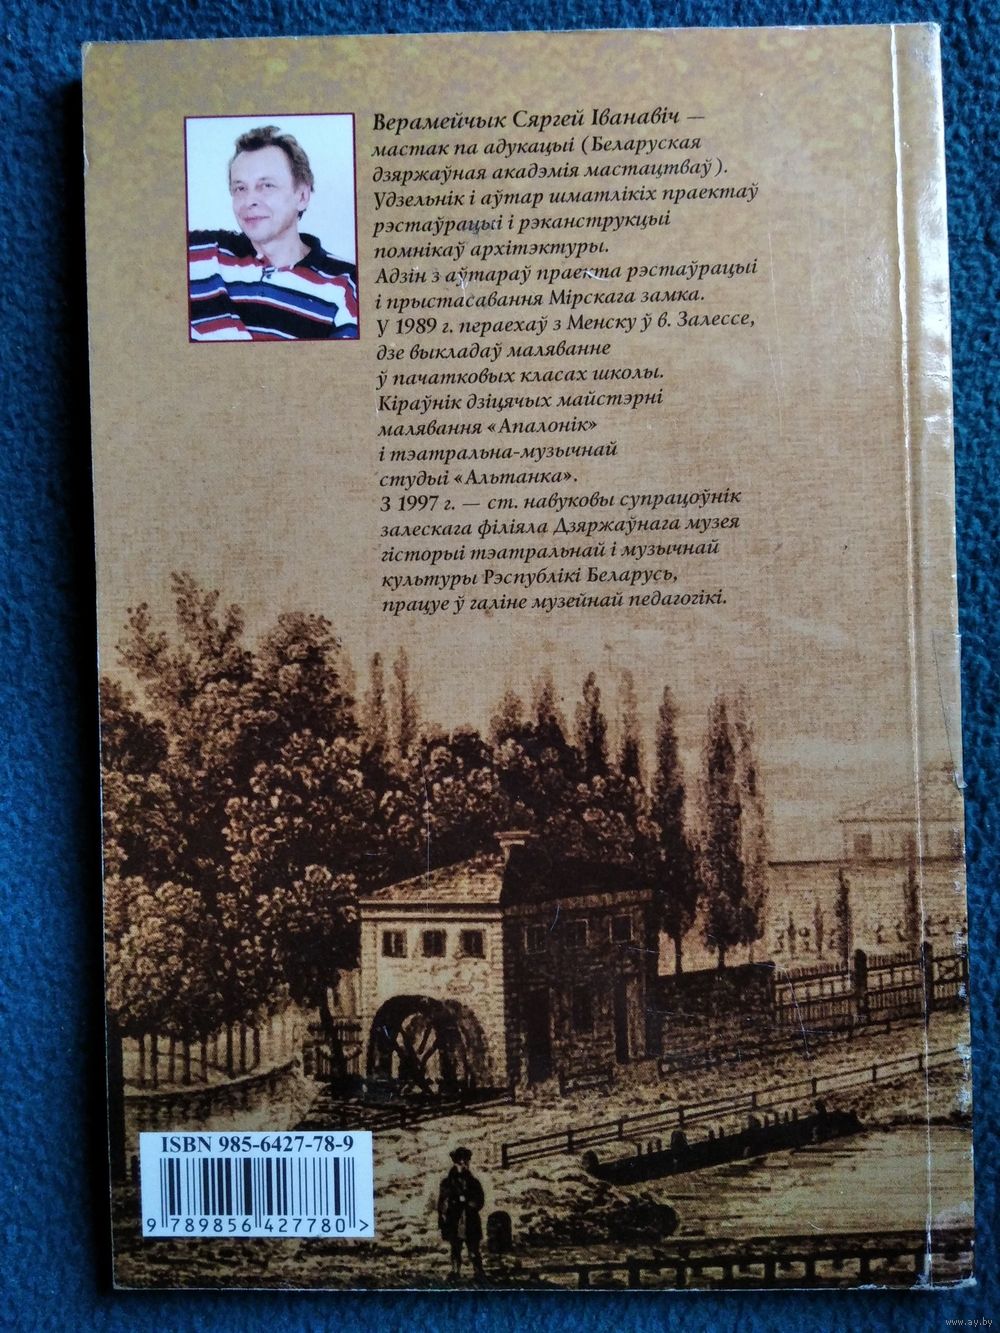 Верамейчык Сяргей Іванавіч —
мастак па адукацыі (Беларуская
дзяржаўная акадэмія мастацтваў).
Удзельнік і аўтар шматлікіх праектаў
рэстаўрацыі і рэканструкцыі
помнікаў архітэктуры.
Адзін з аўтараў праекта рэстаўрацыі
і прыстасавання Мірскага замка.
У 1989 г. пераехаў з Менску ў в. Залессе,
дзе выкладаў маляванне
ў пачатковых класах школы.
Кіраўнік дзіцячых майстэрні
малявання «Апалонік»
і тэатральна-музычнай
студыі «Альтанка».
З 1997 г. — ст. навуковы супрацоўнік
залескага філіяла Дзяржаўнага музея
гісторыі тэатральнай і музычнай
культуры Рэспублікі Беларусь,
працуе ў галіне музейнай педагогікі.
ISBN 985-6427-78-9
9 789856 427780 >
www.ay.by